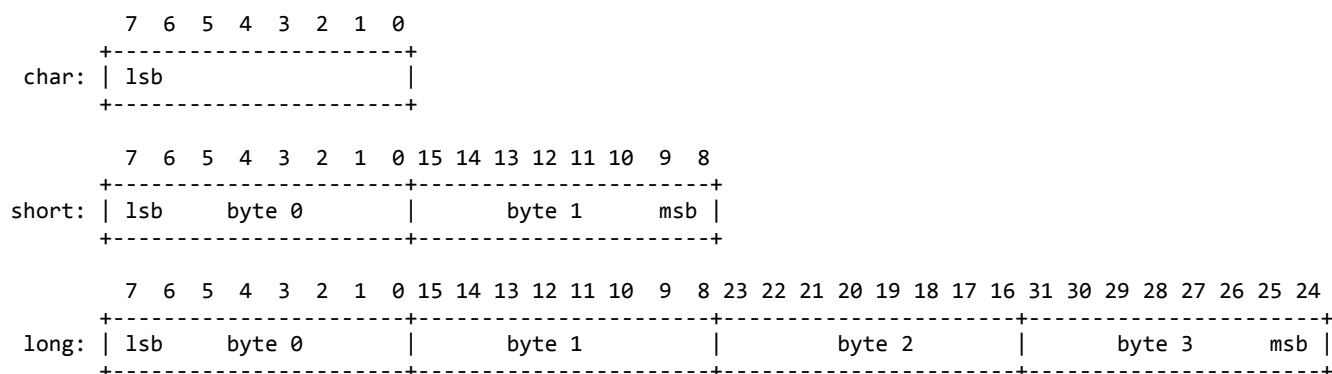 7 6 5 4 3 2 1 0
+-----------------------+
char: | lsb |
+-----------------------+
7 6 5 4 3 2 1 0 15 14 13 12 11 10 9 8
+-----------------------+-----------------------+
short: | lsb byte 0 | byte 1 msb |
+-----------------------+-----------------------+
7 6 5 4 3 2 1 0 15 14 13 12 11 10 9 8 23 22 21 20 19 18 17 16 31 30 29 28 27 26 25 24
+-----------------------+-----------------------+-----------------------+-----------------------+
long: | lsb byte 0 | byte 1 | byte 2 | byte 3 msb |
+-----------------------+-----------------------+-----------------------+-----------------------+